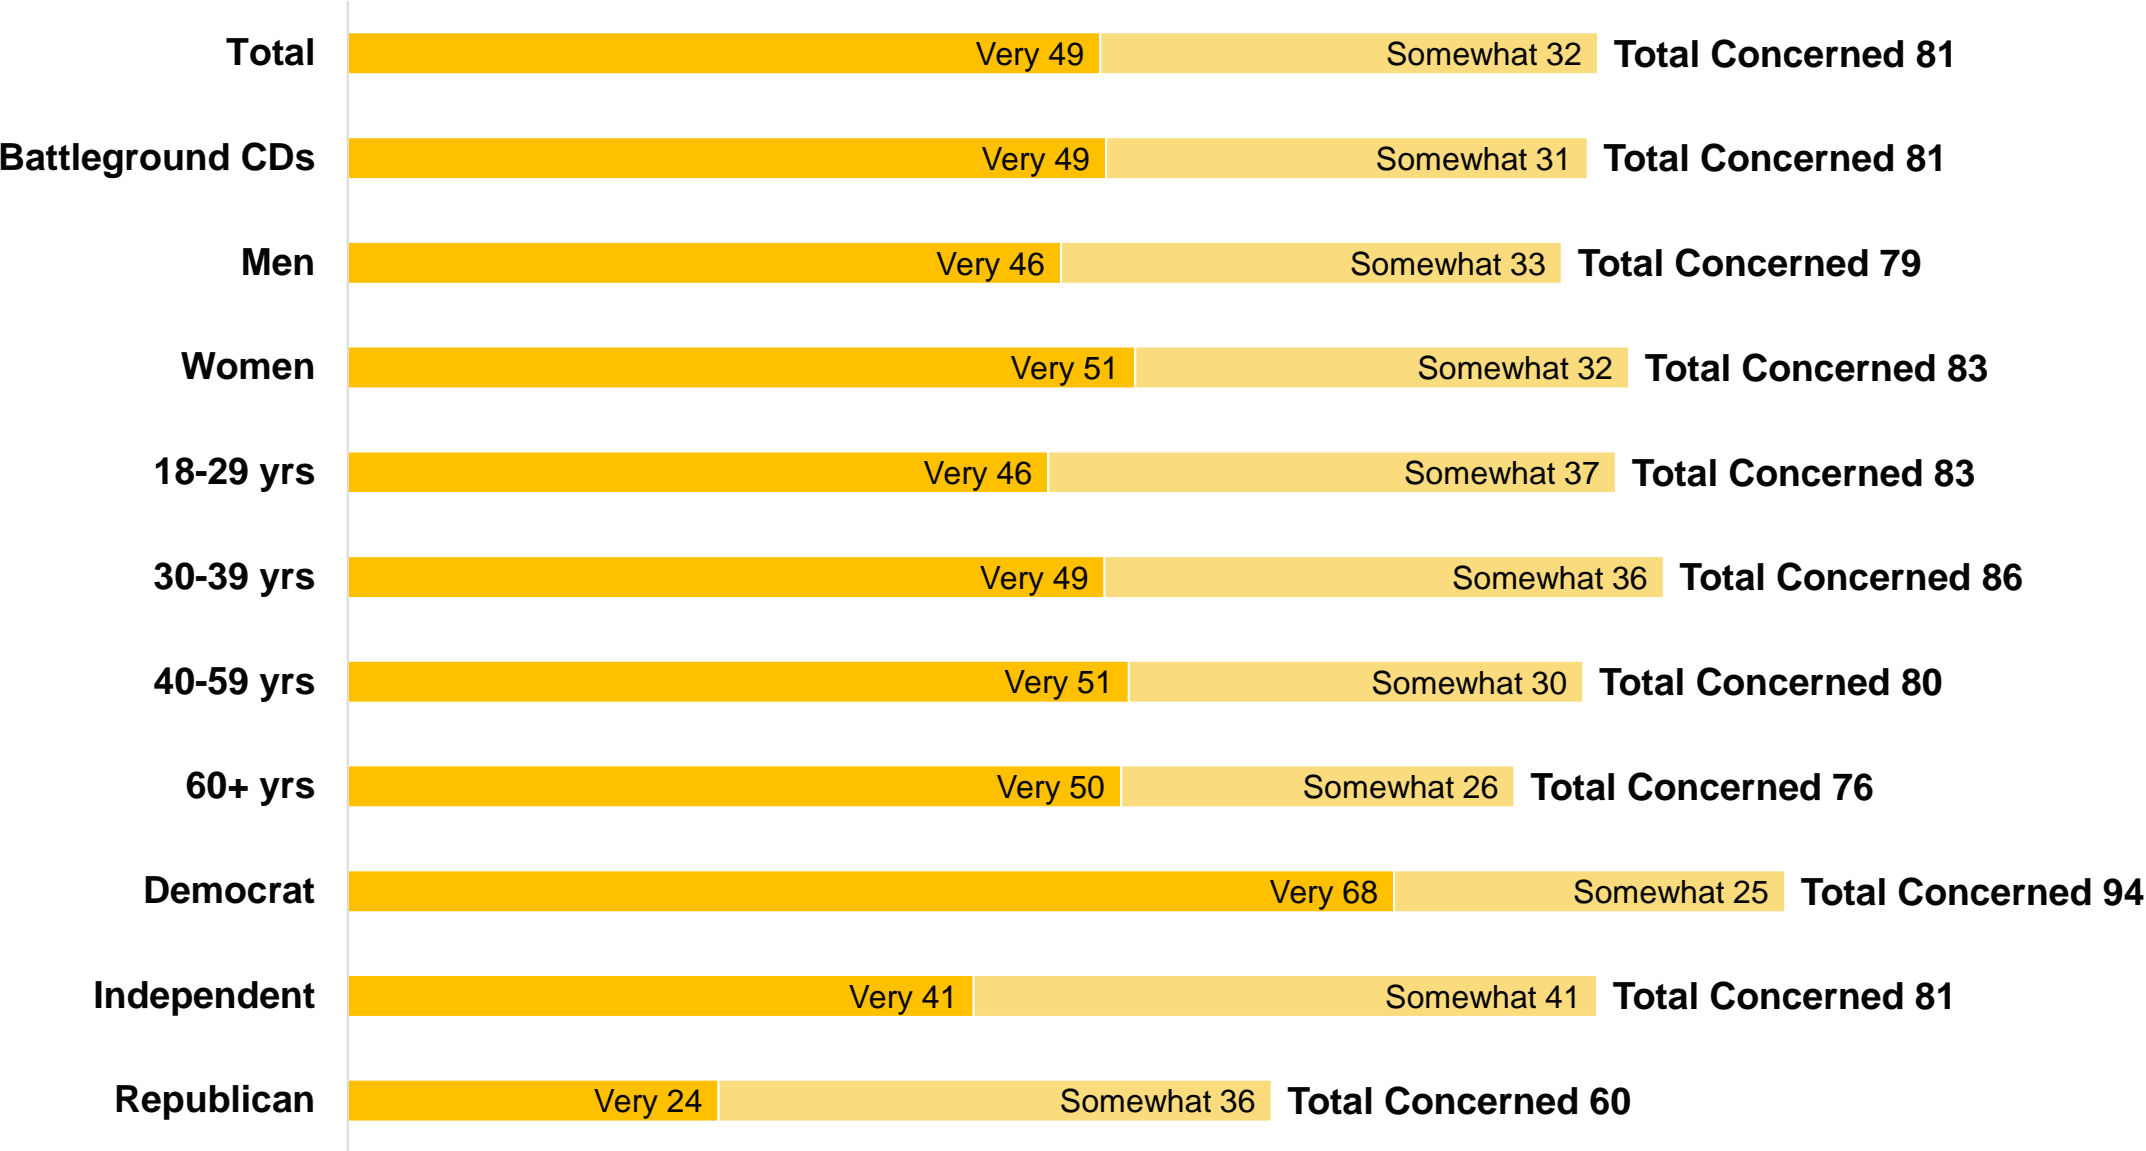 Total Very 49 Somewhat 32 Total Concerned 81
Battleground CDs Very 49 Somewhat 31 Total Concerned 81
Men Very 46 Somewhat 33 Total Concerned 79
Women Very 51 Somewhat 32 Total Concerned 83
18-29 yrs Very 46 Somewhat 37 Total Concerned 83
30-39 yrs Very 49 Somewhat 36 Total Concerned 86
40-59 yrs Very 51 Somewhat 30 Total Concerned 80
60+ yrs Very 50 Somewhat 26 Total Concerned 76
Democrat Very 68 Somewhat 25 Total Concerned 94
Independent Very 41 Somewhat 41 Total Concerned 81
Republican Very 24 Somewhat 36 Total Concerned 60